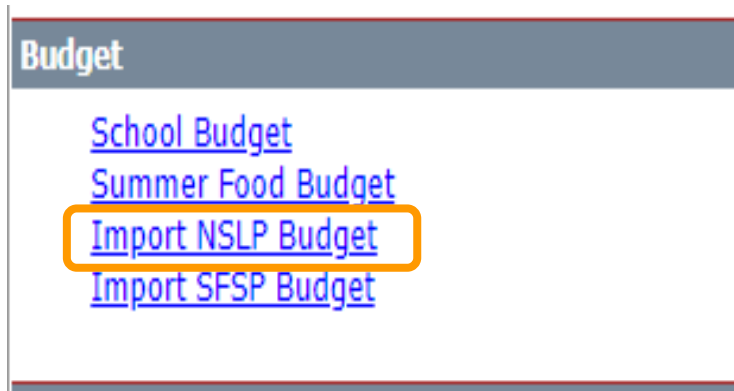 Budget
School Budget
Summer Food Budget
Import NSLP Budget
Import SFSP Budget